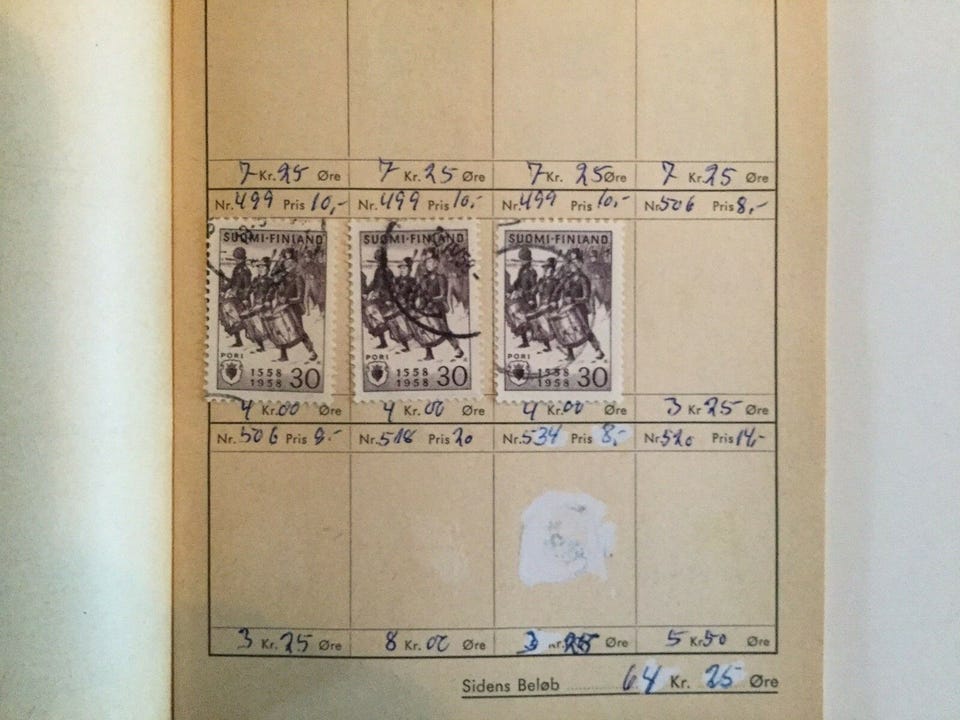 7 Kr. 25 Øre 7 Kr. 25 Øre 7 Kr. 25 Øre 7 Kr. 25 Øre
Nr. 499 Pris 10,- Nr. 499 Pris 10,- Nr. 499 Pris 10,- Nr. 506 Pris 8,-
SUOMI-FINLAND SUOMI-FINLAND SUOMI-FINLAND
PORI PORI PORI
1558 1558 1558
1958 30 1958 30 1958 30
4 Kr. 00 Øre 4 Kr. 00 Øre 4 Kr. 00 Øre 3 Kr. 25 Øre
Nr. 506 Pris 8,- Nr. 518 Pris 20 Nr. 534 Pris 8,- Nr. 520 Pris 14,-
3 Kr. 25 Øre 8 Kr. 00 Øre 3 Kr. 25 Øre 5 Kr. 50 Øre
Sidens Beløb 64 Kr. 25 Øre